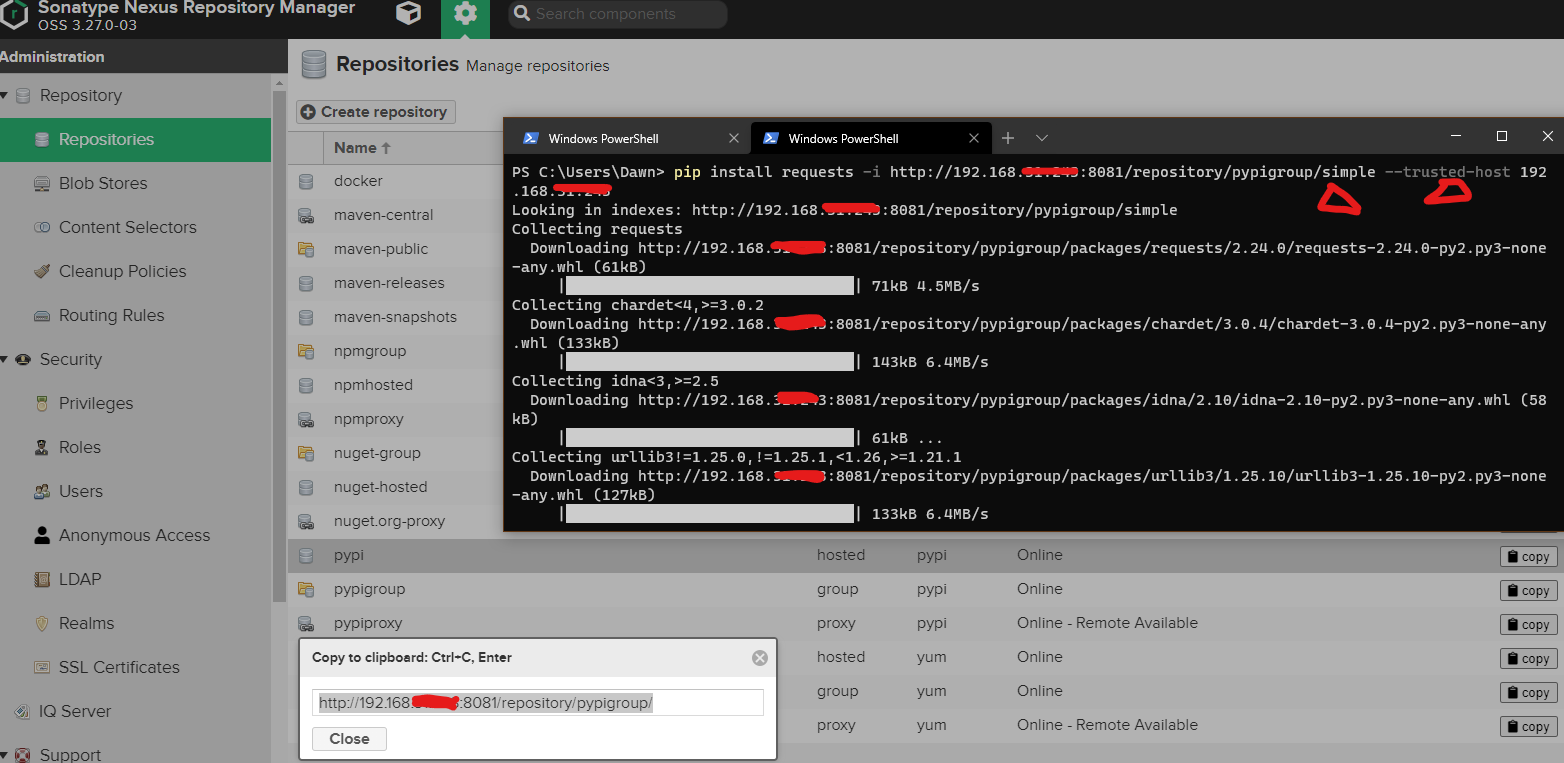 Sonatype Nexus Repository Manager
OSS 3.27.0-03
Search components
Administration
Repository
Repositories
Blob Stores
Content Selectors
Cleanup Policies
Routing Rules
Security
Privileges
Roles
Users
Anonymous Access
LDAP
Realms
SSL Certificates
IQ Server
Support
Repositories Manage repositories
Create repository
Name
docker
maven-central
maven-public
maven-releases
maven-snapshots
npmgroup
npmhosted
npmproxy
nuget-group
nuget-hosted
nuget.org-proxy
pypi hosted pypi Online copy
pypigroup group pypi Online copy
pypiproxy proxy pypi Online - Remote Available copy
hosted yum Online copy
group yum Online copy
proxy yum Online - Remote Available copy
Windows PowerShell
Windows PowerShell
PS C:\Users\Dawn> pip install requests -i http://192.168. :8081/repository/pypigroup/simple --trusted-host 192
.168.
Looking in indexes: http://192.168. :8081/repository/pypigroup/simple
Collecting requests
Downloading http://192.168. :8081/repository/pypigroup/packages/requests/2.24.0/requests-2.24.0-py2.py3-none
-any.whl (61kB)
| | 71kB 4.5MB/s
Collecting chardet<4,>=3.0.2
Downloading http://192.168. :8081/repository/pypigroup/packages/chardet/3.0.4/chardet-3.0.4-py2.py3-none-any
.whl (133kB)
| | 143kB 6.4MB/s
Collecting idna<3,>=2.5
Downloading http://192.168. 3:8081/repository/pypigroup/packages/idna/2.10/idna-2.10-py2.py3-none-any.whl (58
kB)
| | 61kB ...
Collecting urllib3!=1.25.0,!=1.25.1,<1.26,>=1.21.1
Downloading http://192.168. 3:8081/repository/pypigroup/packages/urllib3/1.25.10/urllib3-1.25.10-py2.py3-none
-any.whl (127kB)
| | 133kB 6.4MB/s
Copy to clipboard: Ctrl+C, Enter
http://192.168. :8081/repository/pypigroup/
Close